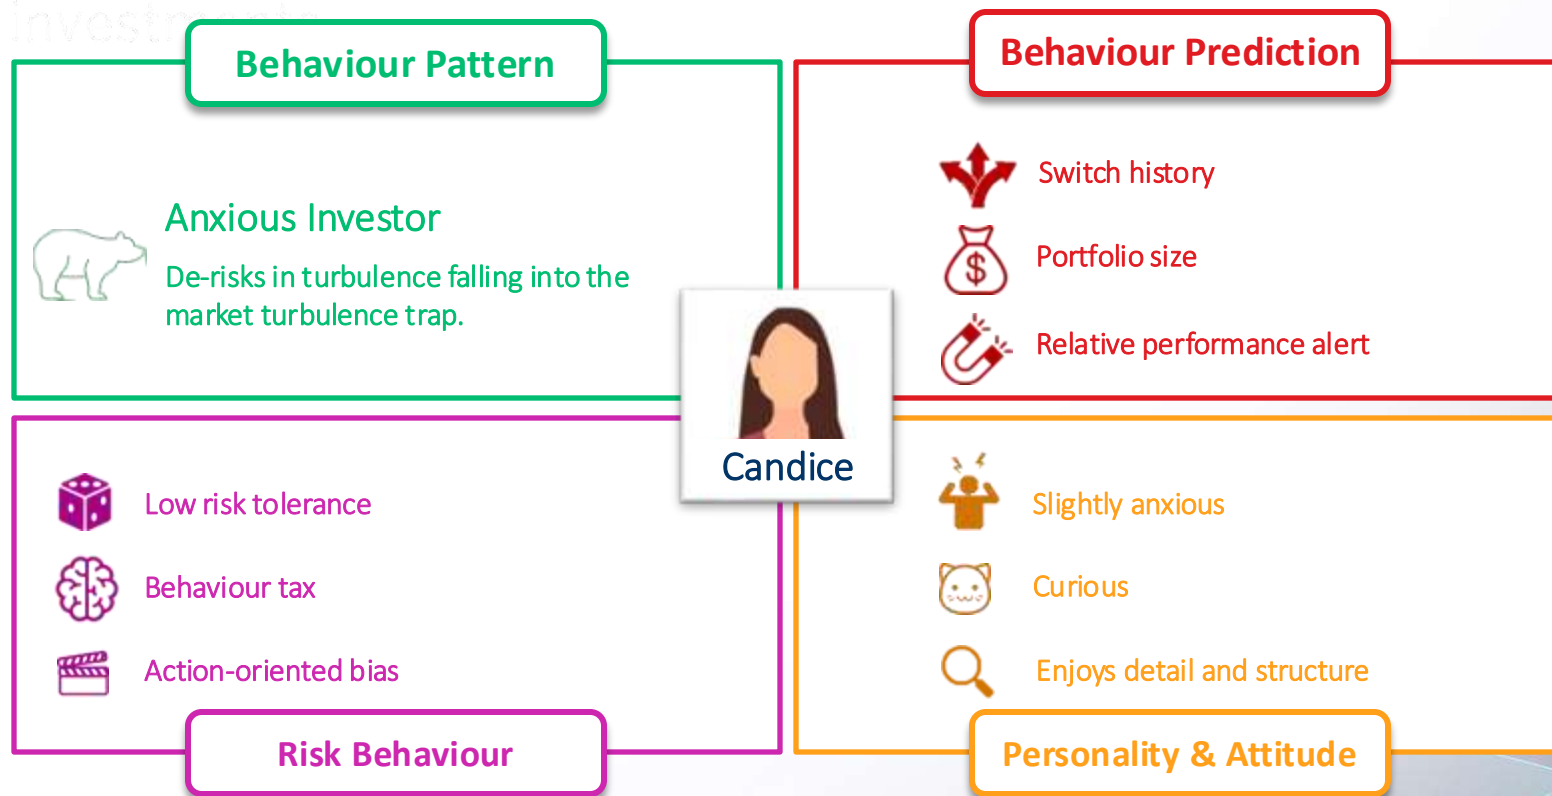 investments
Behaviour Pattern
Anxious Investor
De-risks in turbulence falling into the
market turbulence trap.
Behaviour Prediction
Switch history
Portfolio size
Relative performance alert
Candice
Low risk tolerance
Behaviour tax
Action-oriented bias
Risk Behaviour
Slightly anxious
Curious
Enjoys detail and structure
Personality & Attitude